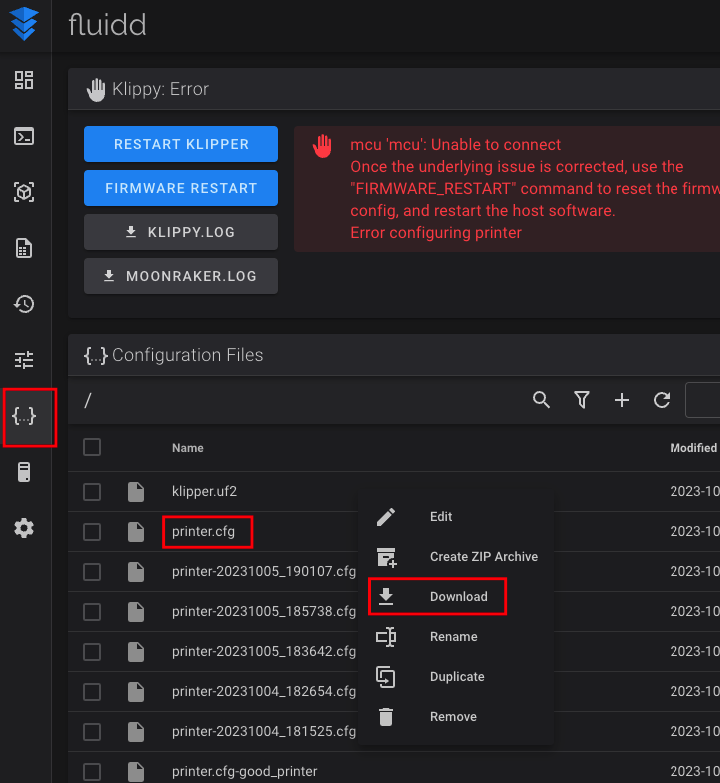 fluidd
Klippy: Error
RESTART KLIPPER
FIRMWARE RESTART
KLIPPY.LOG
MOONRAKER.LOG
mcu 'mcu': Unable to connect
Once the underlying issue is corrected, use the
"FIRMWARE_RESTART" command to reset the firmw
config, and restart the host software.
Error configuring printer
{...} Configuration Files
/
{...}
Name Modified
klipper.uf2 2023-10
printer.cfg 2023-10
printer-20231005_190107.cfg 2023-10
printer-20231005_185738.cfg 2023-10
printer-20231005_183642.cfg 2023-10
printer-20231004_182654.cfg 2023-10
printer-20231004_181525.cfg 2023-10
printer.cfg-good_printer 2023-10
Edit
Create ZIP Archive
Download
Rename
Duplicate
Remove